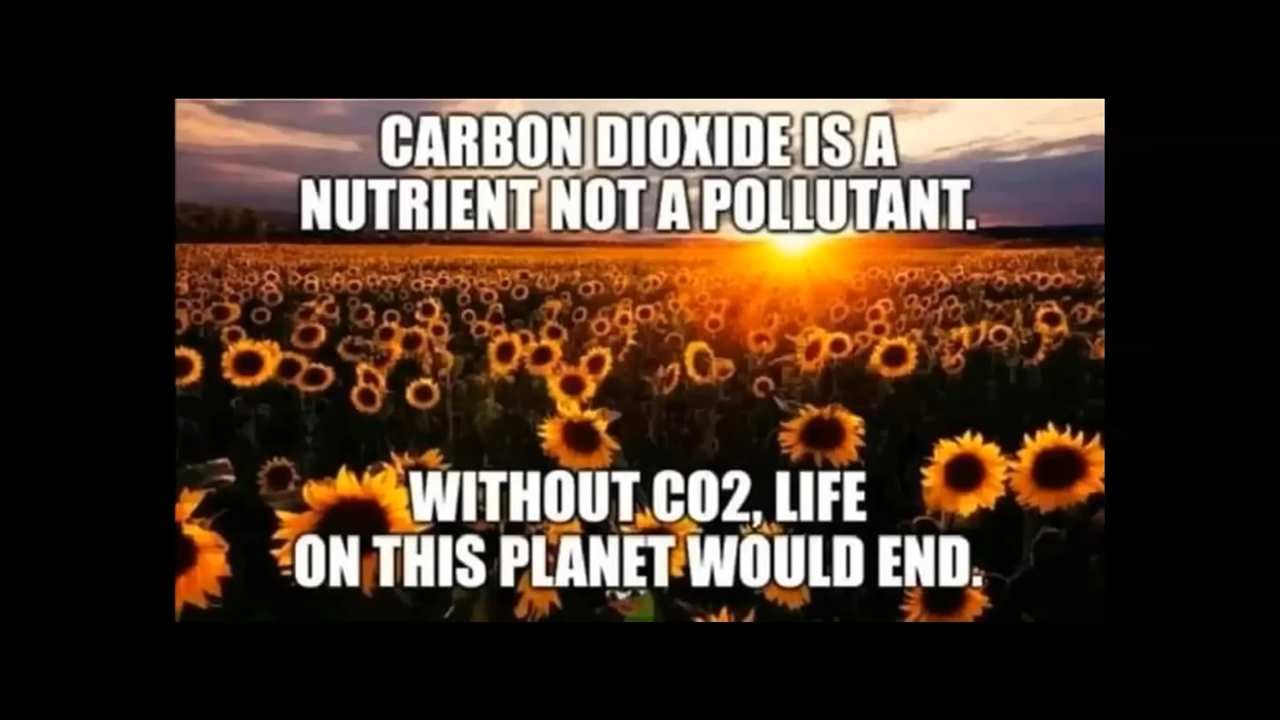 CARBON DIOXIDE IS A
NUTRIENT NOT A POLLUTANT.
WITHOUT CO2, LIFE
ON THIS PLANET WOULD END.